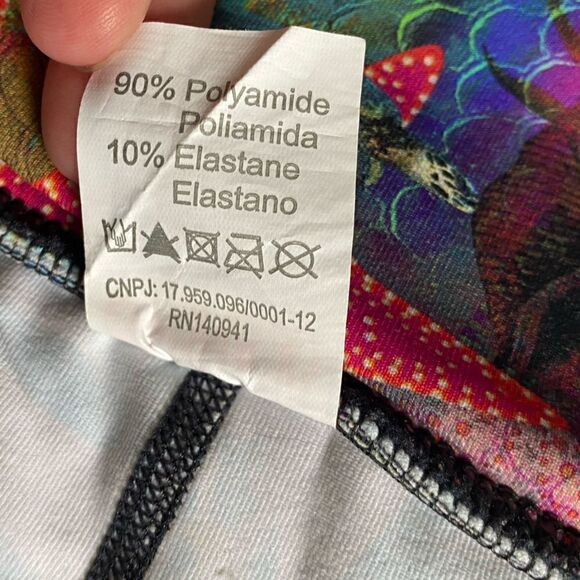 90% Polyamide
Poliamida
10% Elastane
Elastano
CNPJ: 17.959.096/0001-12
RN140941